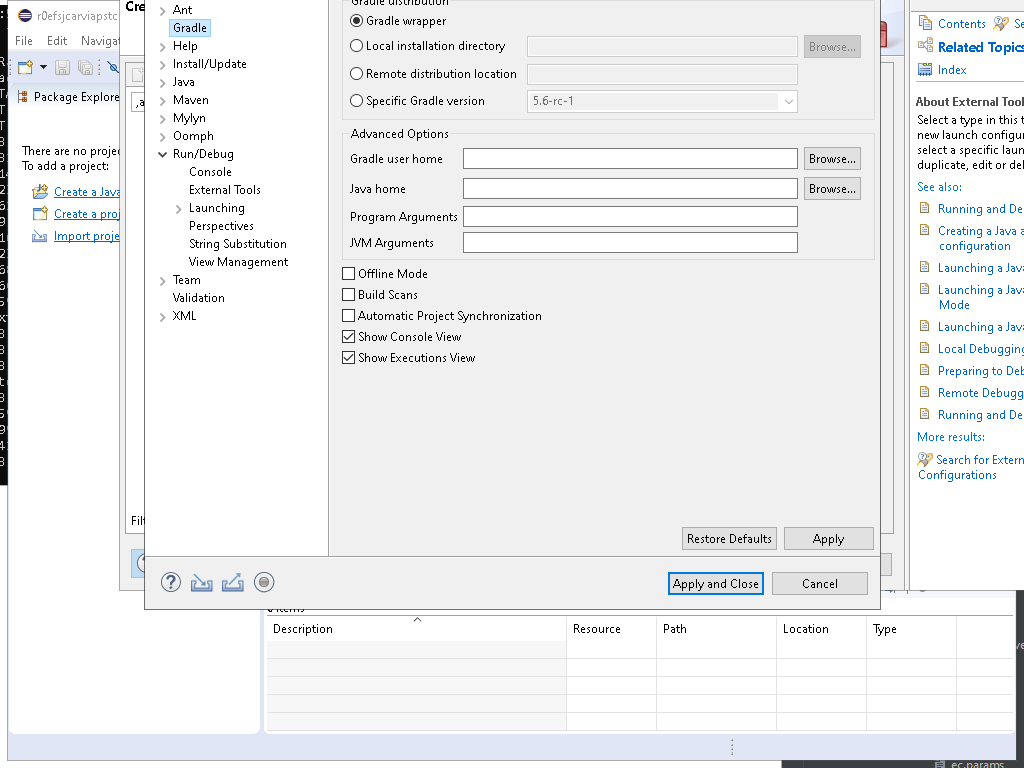 r0efsjcarviapstc
File Edit Navigat
Package Explore
There are no projec
To add a project:
Create a Java
Create a proj
Import proje
Cre
,a
Filt
Ant
Gradle
Help
Install/Update
Java
Maven
Mylyn
Oomph
Run/Debug
Console
External Tools
Launching
Perspectives
String Substitution
View Management
Team
Validation
XML
Gradle distribution
Gradle wrapper
Local installation directory
Browse...
Remote distribution location
Specific Gradle version
5.6-rc-1
Advanced Options
Gradle user home
Browse...
Java home
Browse...
Program Arguments
JVM Arguments
Offline Mode
Build Scans
Automatic Project Synchronization
Show Console View
Show Executions View
Restore Defaults
Apply
Apply and Close
Cancel
Contents
Se
Related Topics
Index
About External Tool
Select a type in this t
new launch configur
select a specific laun
duplicate, edit or del
See also:
Running and De
Creating a Java a
configuration
Launching a Java
Launching a Java
Mode
Launching a Java
Local Debugging
Preparing to Deb
Remote Debugg
Running and De
More results:
Search for Extern
Configurations
items
Description
Resource
Path
Location
Type
ec.params